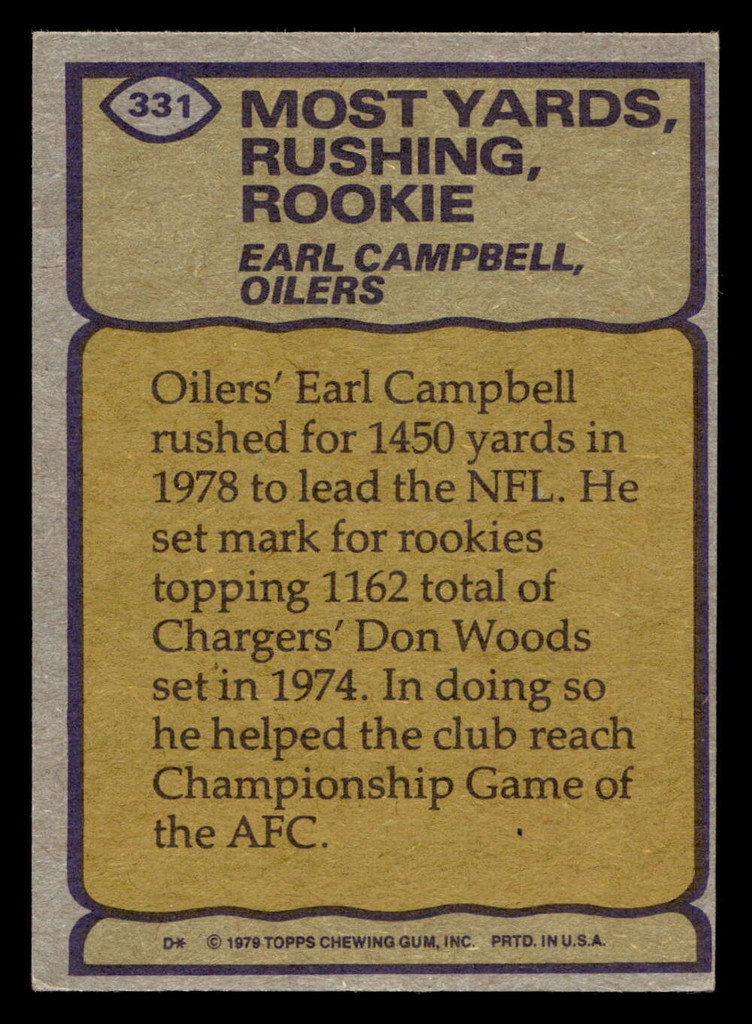 331
MOST YARDS,
RUSHING,
ROOKIE
EARL CAMPBELL,
OILERS
Oilers' Earl Campbell
rushed for 1450 yards in
1978 to lead the NFL. He
set mark for rookies
topping 1162 total of
Chargers' Don Woods
set in 1974. In doing so
he helped the club reach
Championship Game of
the AFC.
D* © 1979 TOPPS CHEWING GUM, INC. PRTD. IN U.S.A.